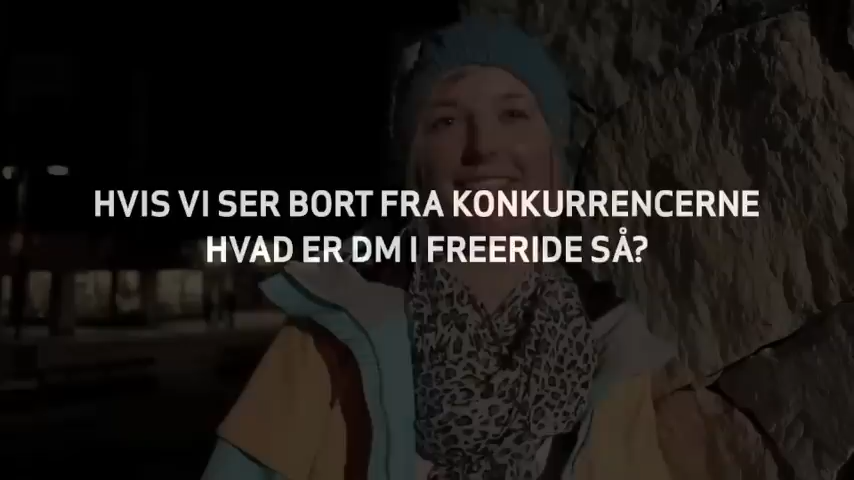 HVIS VI SER BORT FRA KONKURRENCERNE
HVAD ER DM I FREERIDE SÅ?